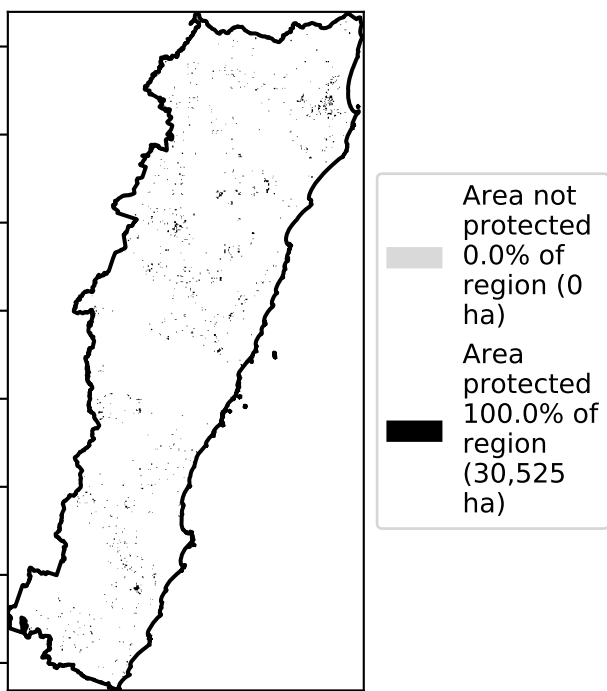 Area not
protected
0.0% of
region (0
ha)
Area
protected
100.0% of
region
(30,525
ha)